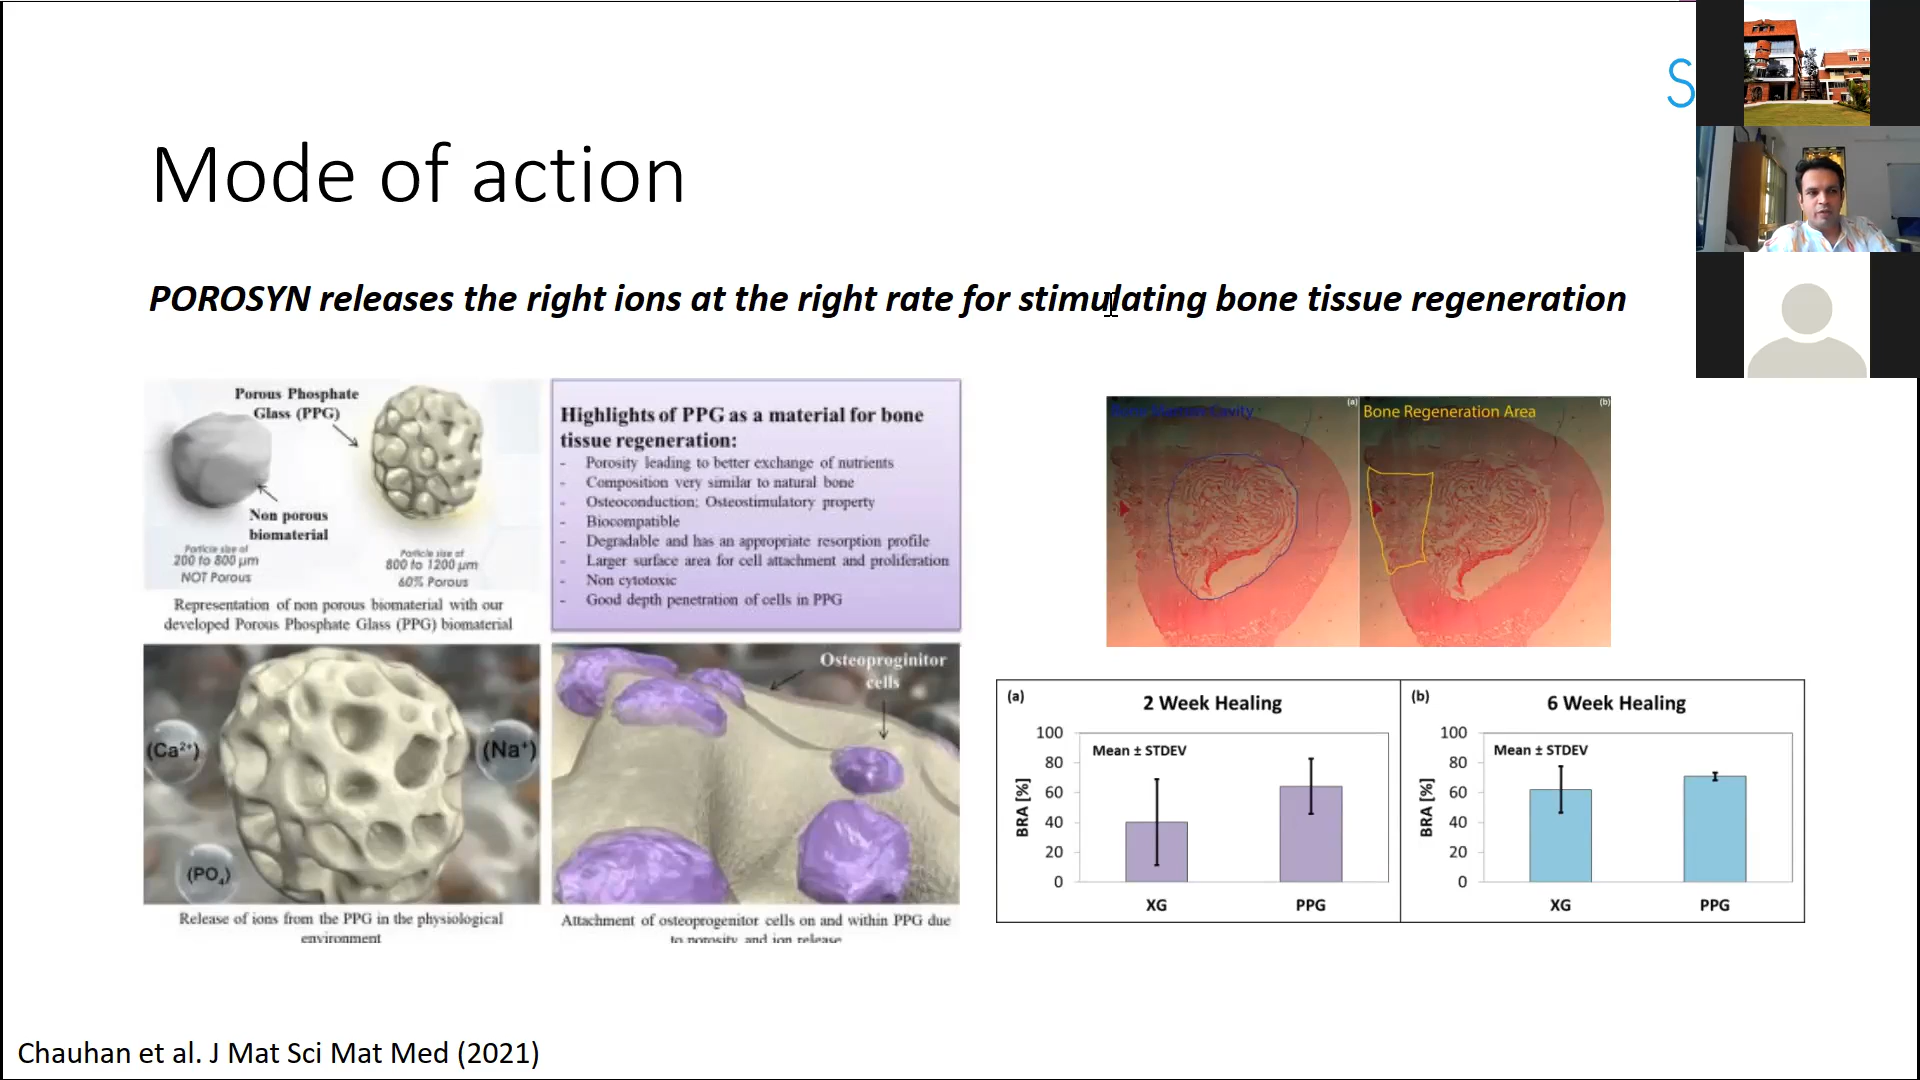 S
Mode of action
POROSYN releases the right ions at the right rate for stimulating bone tissue regeneration
Porous Phosphate
Glass (PPG)
Non porous
biomaterial
Particle size of
200 to 800 µm
NOT Porous
Particle size of
800 to 1200 µm
60% Porous
Representation of non porous biomaterial with our
developed Porous Phosphate Glass (PPG) biomaterial
Highlights of PPG as a material for bone
tissue regeneration:
- Porosity leading to better exchange of nutrients
- Composition very similar to natural bone
- Osteoconduction; Osteostimulatory property
- Biocompatible
- Degradable and has an appropriate resorption profile
- Larger surface area for cell attachment and proliferation
- Non cytotoxic
- Good depth penetration of cells in PPG
(Ca²⁺)
(Na⁺)
(PO₄)
Release of ions from the PPG in the physiological
environment
Osteoproginitor
cells
Attachment of osteoprogenitor cells on and within PPG due
to porosity and ion release
Bone Marrow Cavity
(a)
Bone Regeneration Area
(b)
(a)
2 Week Healing
Mean ± STDEV
BRA [%]
100
80
60
40
20
0
XG
PPG
(b)
6 Week Healing
Mean ± STDEV
BRA [%]
100
80
60
40
20
0
XG
PPG
Chauhan et al. J Mat Sci Mat Med (2021)